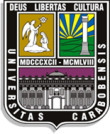 DEUS LIBERTAS CULTURA
MDCCCXCII - MCMLVIII
UNIVERSITAS CARABOBENSIS